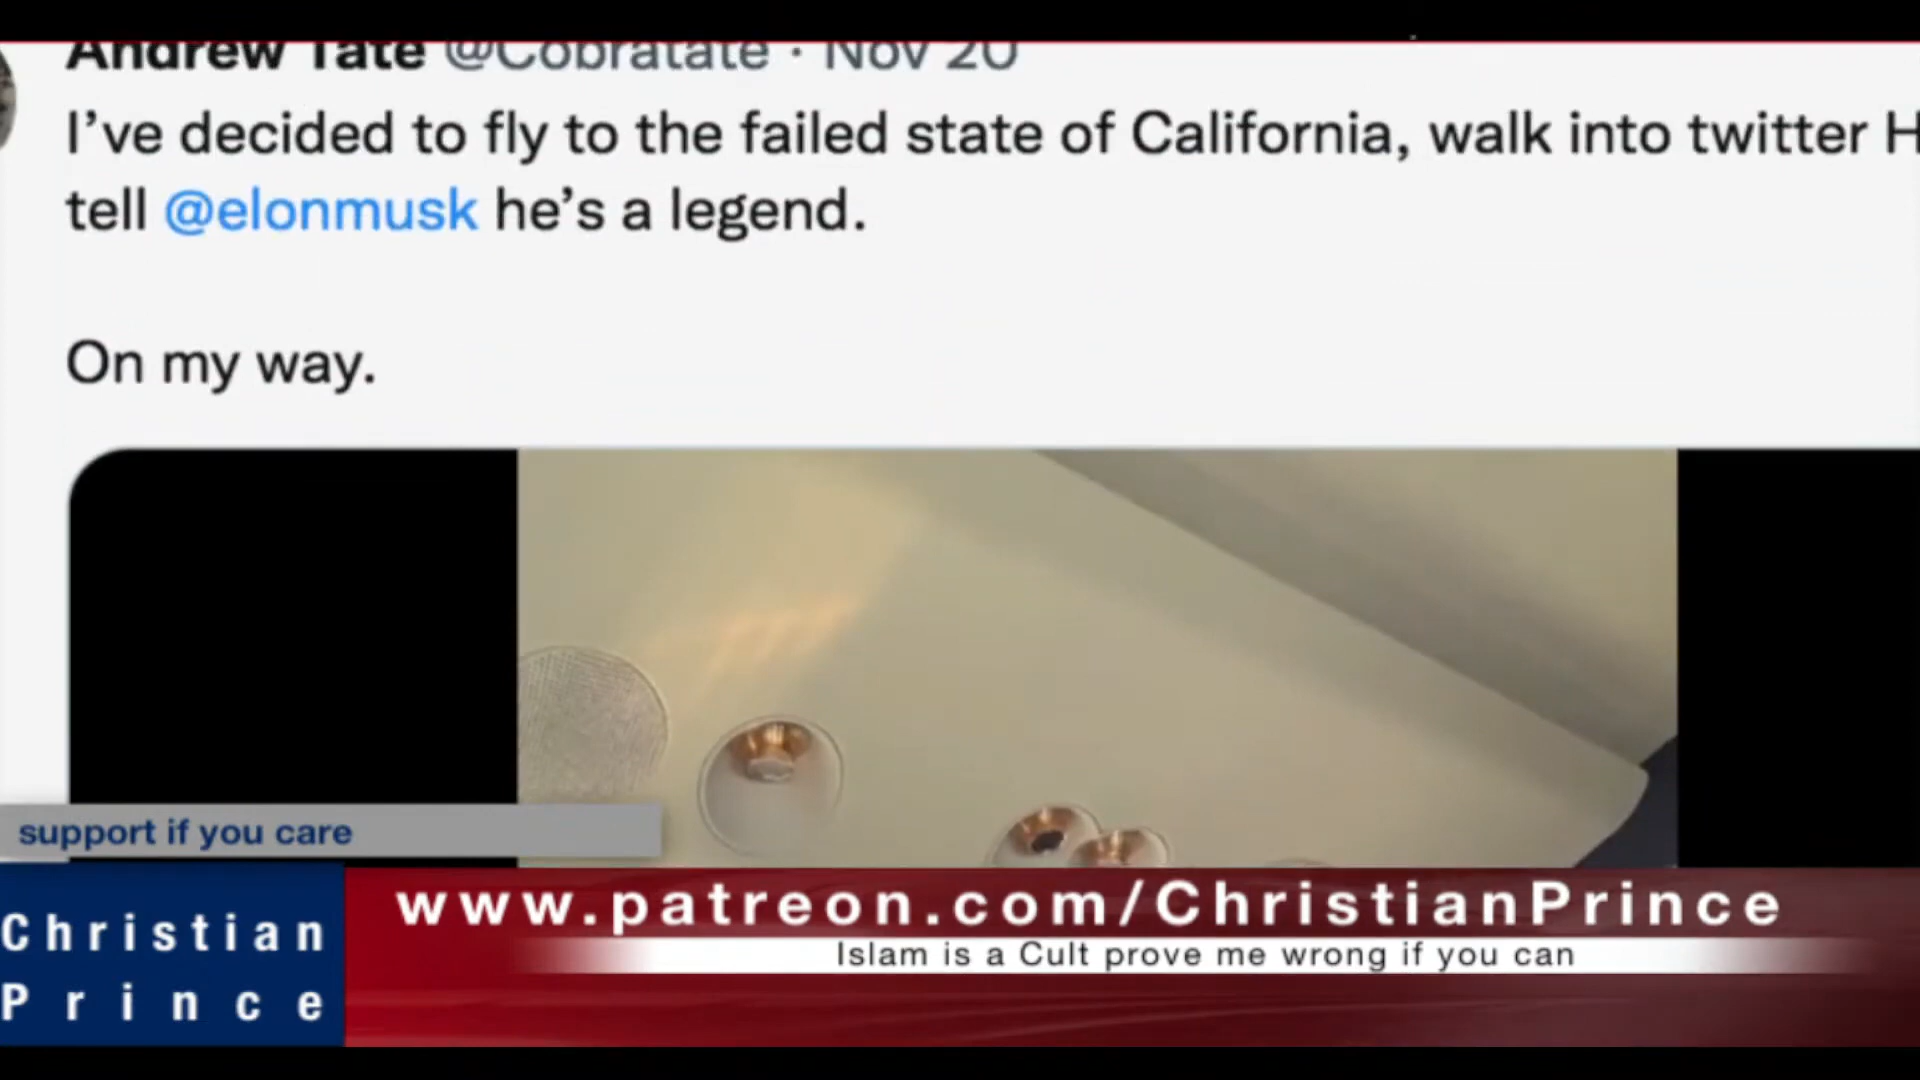 Andrew Tate @Cobratate · Nov 20
I’ve decided to fly to the failed state of California, walk into twitter H
tell @elonmusk he’s a legend.
On my way.
support if you care
Christian
Prince
www.patreon.com/ChristianPrince
Islam is a Cult prove me wrong if you can